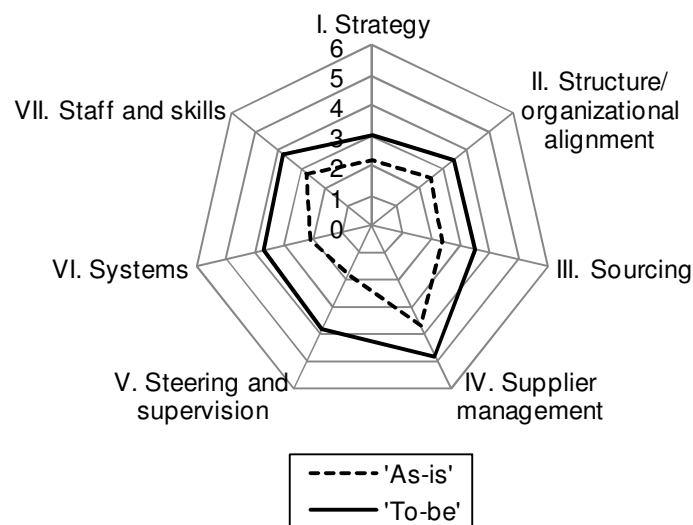 I. Strategy
6
5
4
3
2
1
0
II. Structure/
organizational
alignment
III. Sourcing
IV. Supplier
management
V. Steering and
supervision
VI. Systems
VII. Staff and skills
'As-is'
'To-be'